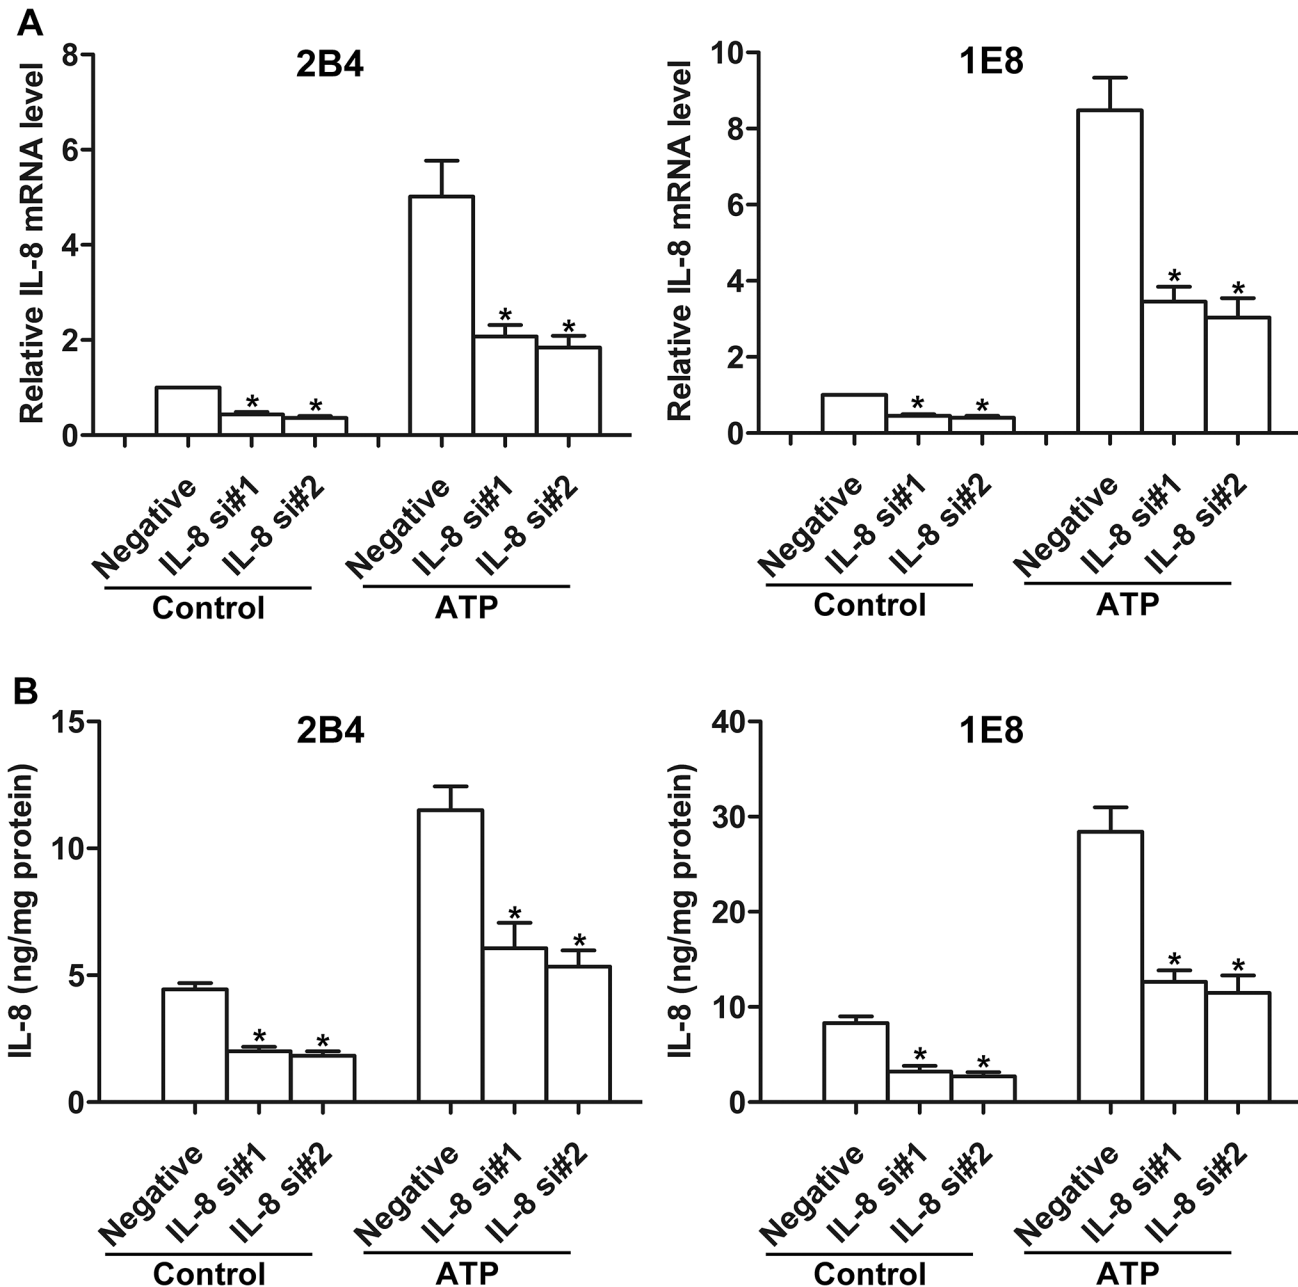 A
2B4
Relative IL-8 mRNA level
8
6
4
2
0
* * * *
Negative IL-8 si#1 IL-8 si#2 Negative IL-8 si#1 IL-8 si#2
Control ATP
1E8
Relative IL-8 mRNA level
10
8
6
4
2
0
* * * *
Negative IL-8 si#1 IL-8 si#2 Negative IL-8 si#1 IL-8 si#2
Control ATP
B
2B4
IL-8 (ng/mg protein)
15
10
5
0
* * * *
Negative IL-8 si#1 IL-8 si#2 Negative IL-8 si#1 IL-8 si#2
Control ATP
1E8
IL-8 (ng/mg protein)
40
30
20
10
0
* * * *
Negative IL-8 si#1 IL-8 si#2 Negative IL-8 si#1 IL-8 si#2
Control ATP